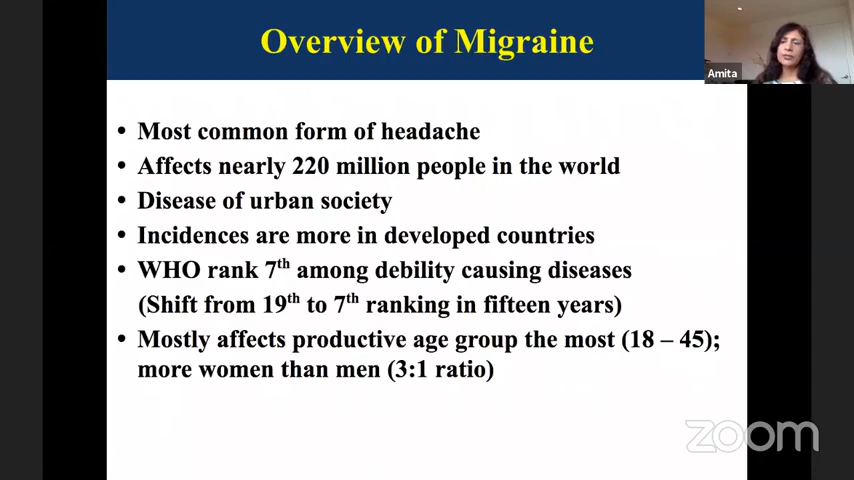 Overview of Migraine
Amita
• Most common form of headache
• Affects nearly 220 million people in the world
• Disease of urban society
• Incidences are more in developed countries
• WHO rank 7th among debility causing diseases
(Shift from 19th to 7th ranking in fifteen years)
• Mostly affects productive age group the most (18 – 45);
more women than men (3:1 ratio)
zoom